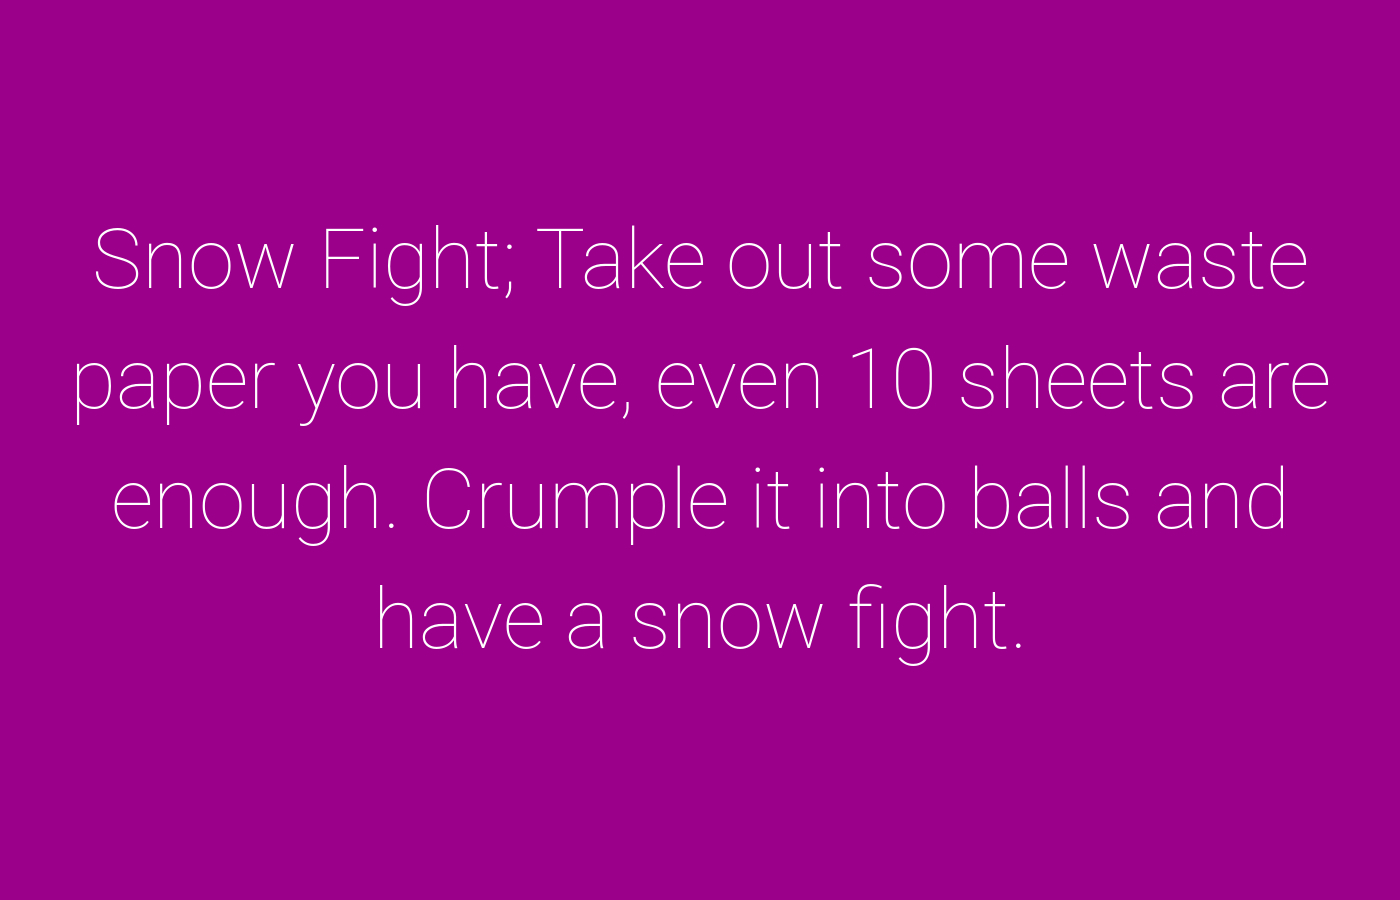 Snow Fight; Take out some waste
paper you have, even 10 sheets are
enough. Crumple it into balls and
have a snow fight.